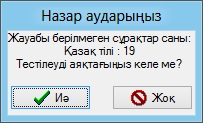 Назар аударыңыз
Жауабы берілмеген сұрақтар саны:
Қазақ тілі : 19
Тестілеуді аяқтағыңыз келе ме?
Иә
Жоқ